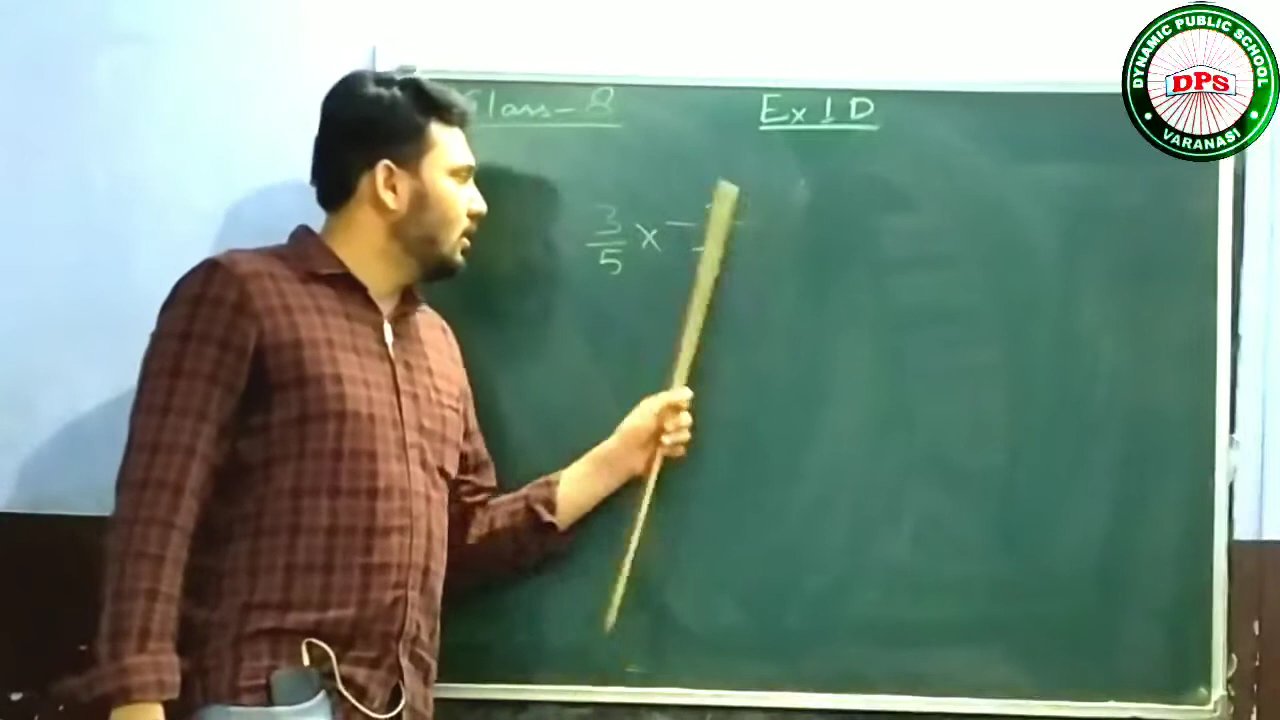 Class - 8
Ex 1 D
3/5 ×
DYNAMIC PUBLIC SCHOOL
DPS
VARANASI